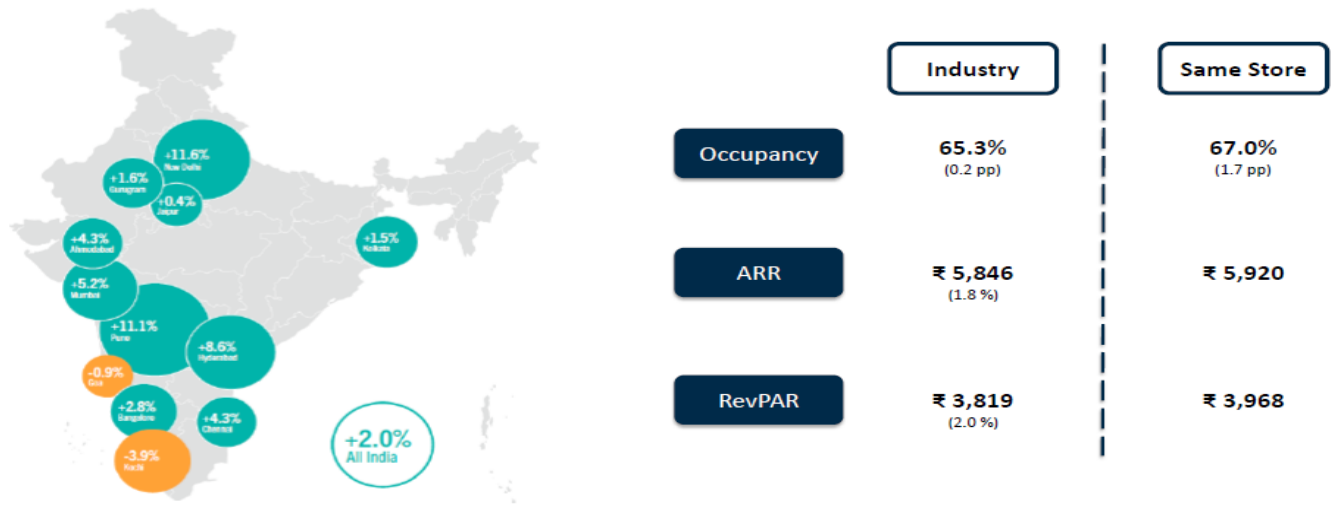 +11.6%
New Delhi
+1.6%
Gurugram
+0.4%
Jaipur
+4.3%
Ahmedabad
+1.5%
Kolkata
+5.2%
Mumbai
+11.1%
Pune
+8.6%
Hyderabad
-0.9%
Goa
+2.8%
Bangalore
+4.3%
Chennai
-3.9%
Kochi
+2.0%
All India
Industry
Same Store
Occupancy
65.3%
(0.2 pp)
67.0%
(1.7 pp)
ARR
₹ 5,846
(1.8 %)
₹ 5,920
RevPAR
₹ 3,819
(2.0 %)
₹ 3,968